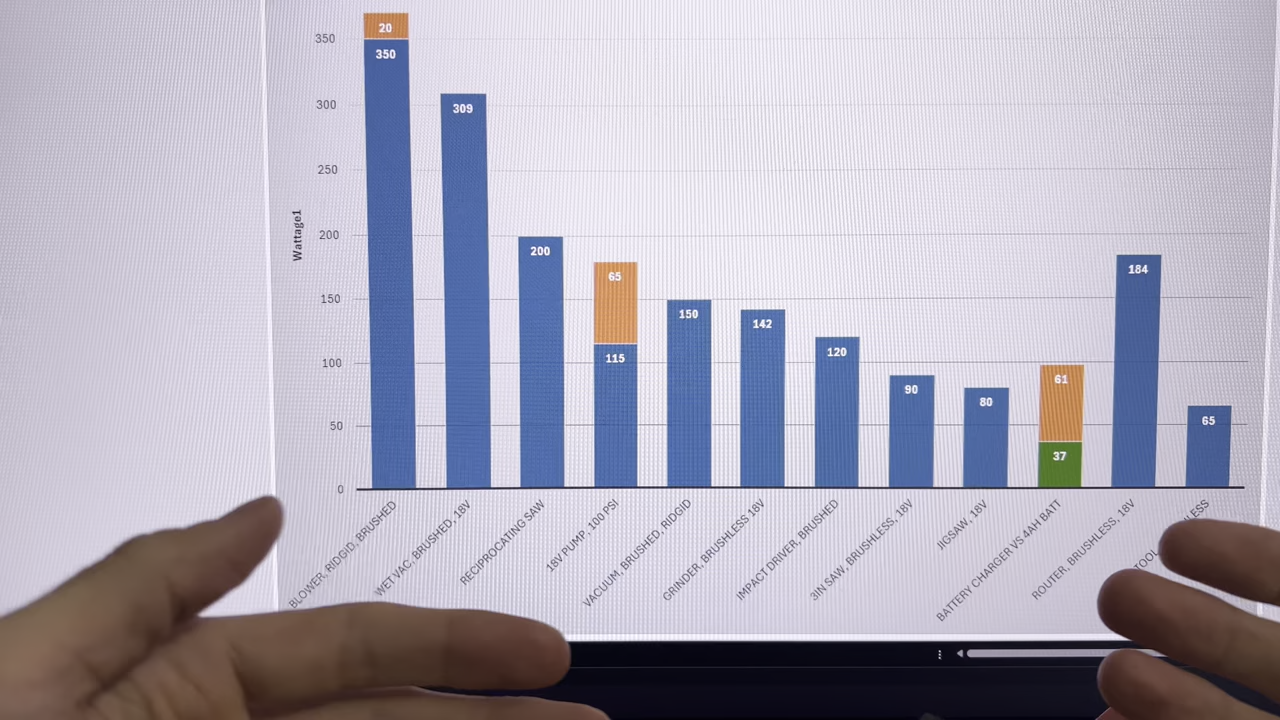 Wattage1
350
300
250
200
150
100
50
0
20
350
309
200
65
115
150
142
120
90
80
61
37
184
65
BLOWER, RIDGID, BRUSHED
WET VAC, BRUSHED, 18V
RECIPROCATING SAW
18V PUMP, 100 PSI
VACUUM, BRUSHED, RIDGID
GRINDER, BRUSHLESS 18V
IMPACT DRIVER, BRUSHED
3IN SAW, BRUSHLESS, 18V
JIGSAW, 18V
BATTERY CHARGER VS 4AH BATT
ROUTER, BRUSHLESS, 18V
TOOL